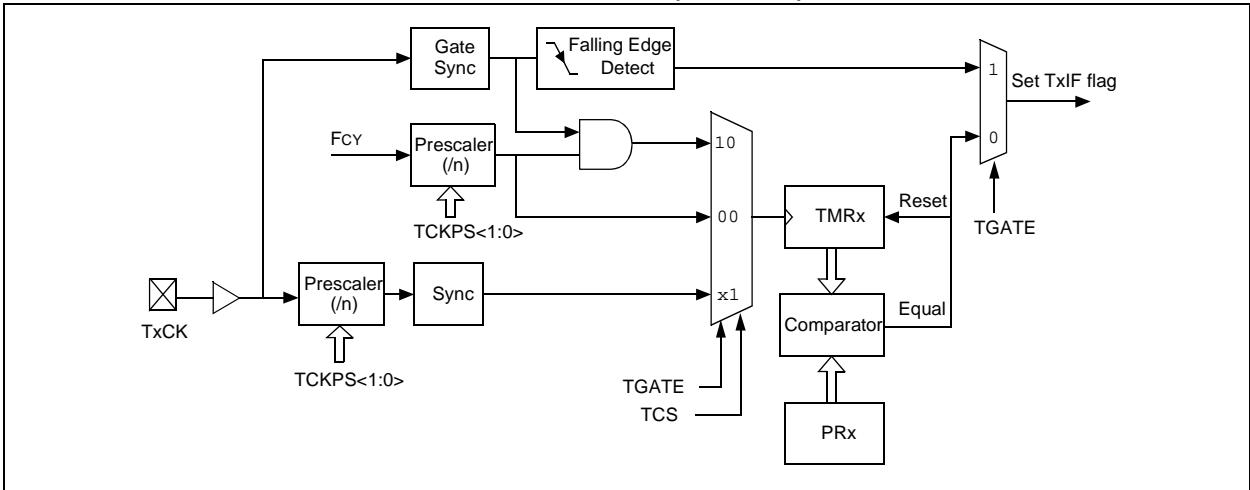 Gate
Sync
Falling Edge
Detect
1
Set TxIF flag
0
TGATE
FCY
Prescaler
(/n)
TCKPS<1:0>
10
00
x1
TMRx
Reset
TxCK
Prescaler
(/n)
Sync
TCKPS<1:0>
Comparator
Equal
TGATE
TCS
PRx